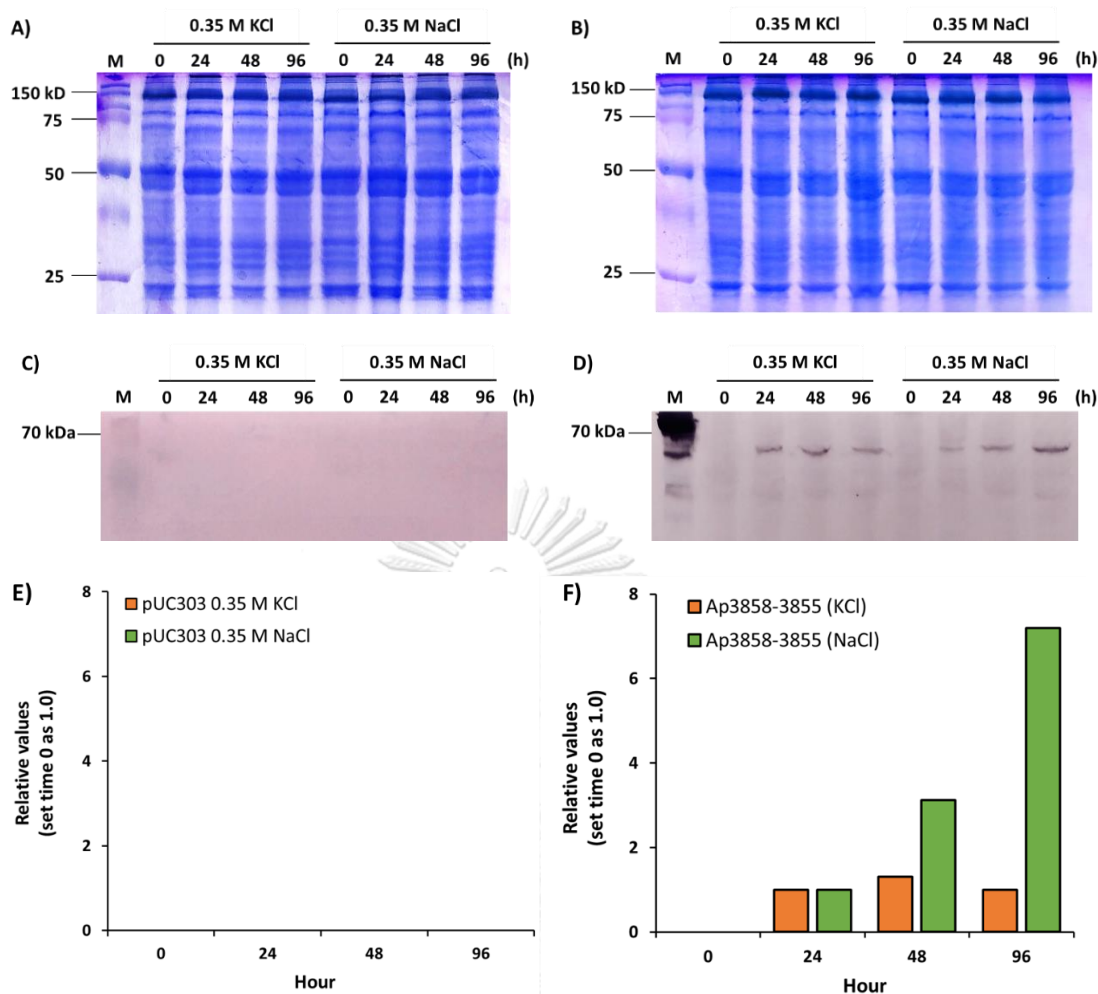 A)
0.35 M KCl 0.35 M NaCl
M 0 24 48 96 0 24 48 96 (h)
150 kD
75
50
25
B)
0.35 M KCl 0.35 M NaCl
M 0 24 48 96 0 24 48 96 (h)
150 kD
75
50
25
C)
0.35 M KCl 0.35 M NaCl
M 0 24 48 96 0 24 48 96 (h)
70 kDa
D)
0.35 M KCl 0.35 M NaCl
M 0 24 48 96 0 24 48 96 (h)
70 kDa
E)
pUC303 0.35 M KCl
pUC303 0.35 M NaCl
Relative values
(set time 0 as 1.0)
8
6
4
2
0
0 24 48 96
Hour
F)
Ap3858-3855 (KCl)
Ap3858-3855 (NaCl)
Relative values
(set time 0 as 1.0)
8
6
4
2
0
0 24 48 96
Hour